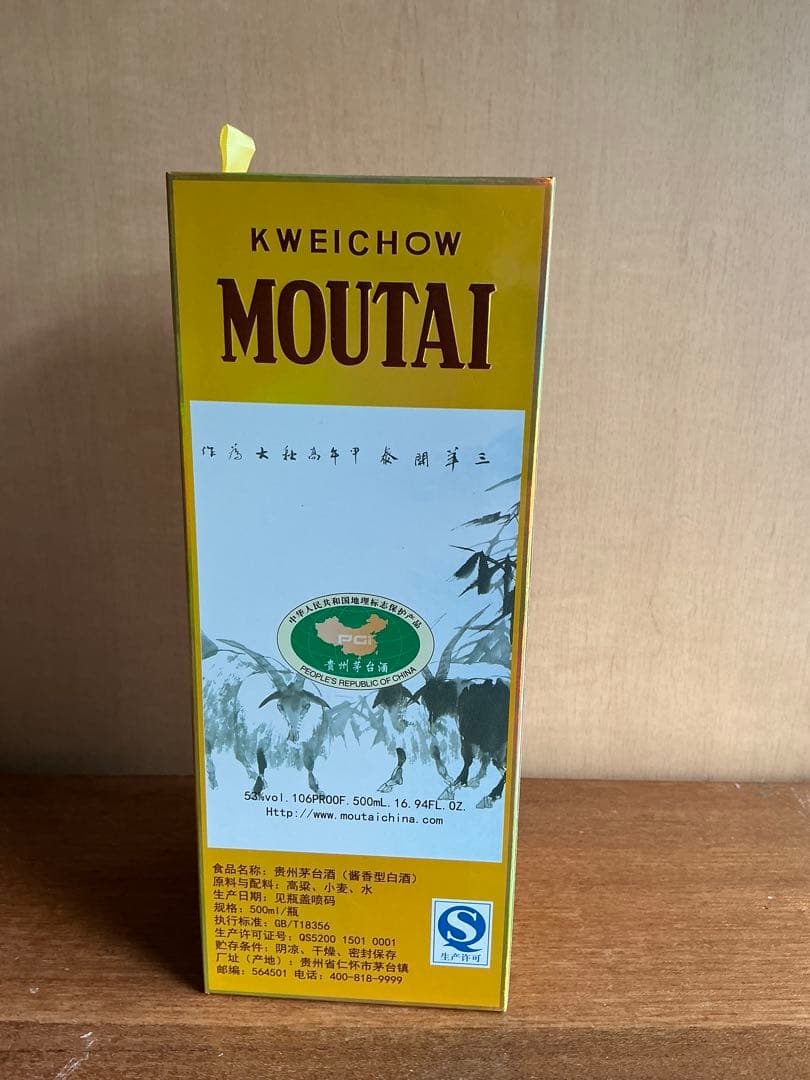 KWEICHOW
MOUTAI
三羊開泰甲午高秋大為作
中华人民共和国地理标志保护产品
PGI
贵州茅台酒
PEOPLE'S REPUBLIC OF CHINA
53%vol.106PROOF.500mL.16.94FL.OZ.
Http://www.moutaichina.com
食品名称：贵州茅台酒（酱香型白酒）
原料与配料：高粱、小麦、水
生产日期：见瓶盖喷码
规格：500ml/瓶
执行标准：GB/T18356
生产许可证号：QS5200 1501 0001
贮存条件：阴凉、干燥、密封保存
厂址（产地）：贵州省仁怀市茅台镇
邮编：564501 电话：400-818-9999
生产许可